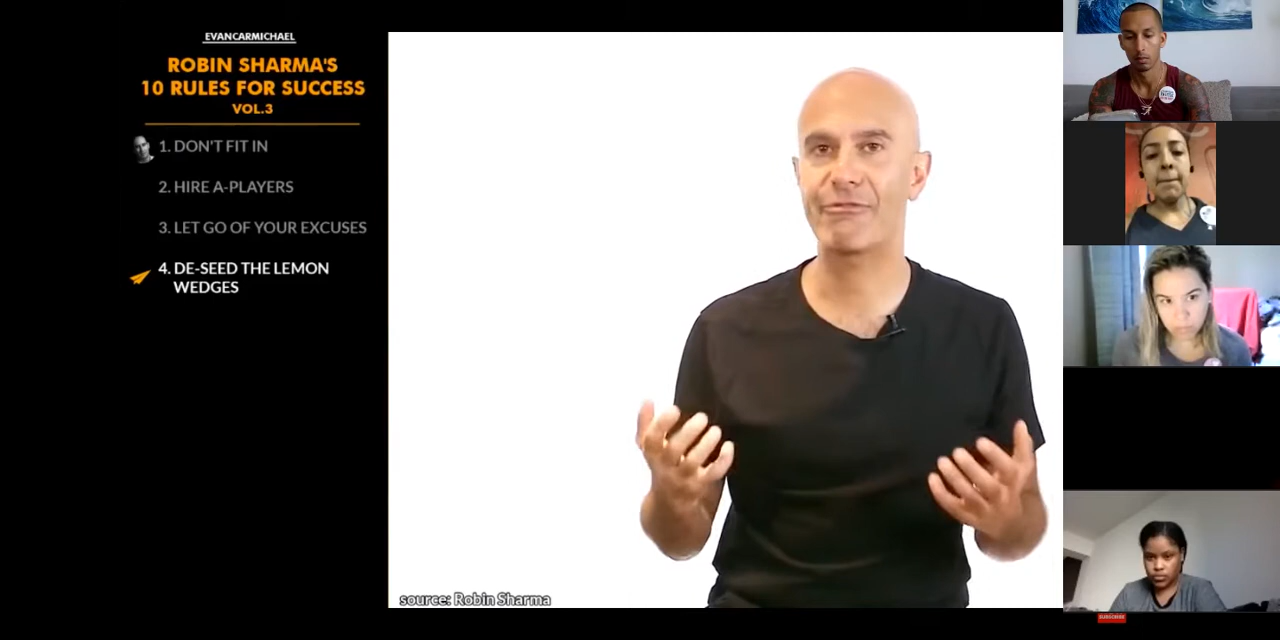 EVANCARMICHAEL
ROBIN SHARMA'S
10 RULES FOR SUCCESS
VOL.3
1. DON'T FIT IN
2. HIRE A-PLAYERS
3. LET GO OF YOUR EXCUSES
4. DE-SEED THE LEMON
WEDGES
source: Robin Sharma
SUBSCRIBE